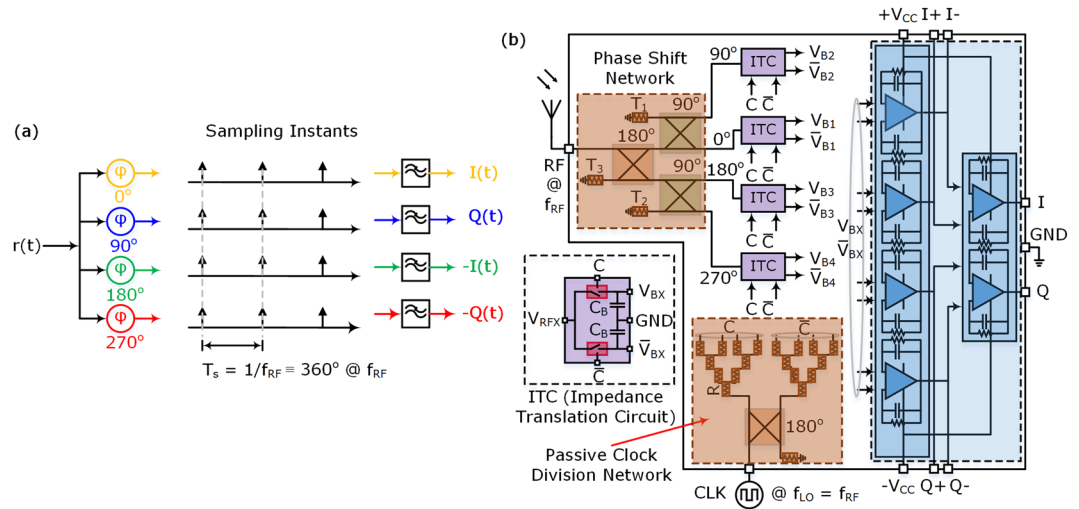 (a)
Sampling Instants
r(t)
φ
0°
I(t)
φ
90°
Q(t)
φ
180°
-I(t)
φ
270°
-Q(t)
Ts = 1/fRF ≡ 360° @ fRF
(b)
+VCC I+ I-
Phase Shift
Network
T1
90°
180°
T3
90°
T2
RF
@
fRF
90°
ITC
VB2
V̅B2
C C̅
0°
ITC
VB1
V̅B1
C C̅
180°
ITC
VB3
V̅B3
C C̅
270°
ITC
VB4
V̅B4
C C̅
VBX
V̅BX
I
GND
Q
C
VRFX
CB
CB
VBX
GND
V̅BX
C̅
ITC (Impedance
Translation Circuit)
C
C̅
R
180°
Passive Clock
Division Network
CLK
@ fLO = fRF
-VCC Q+ Q-